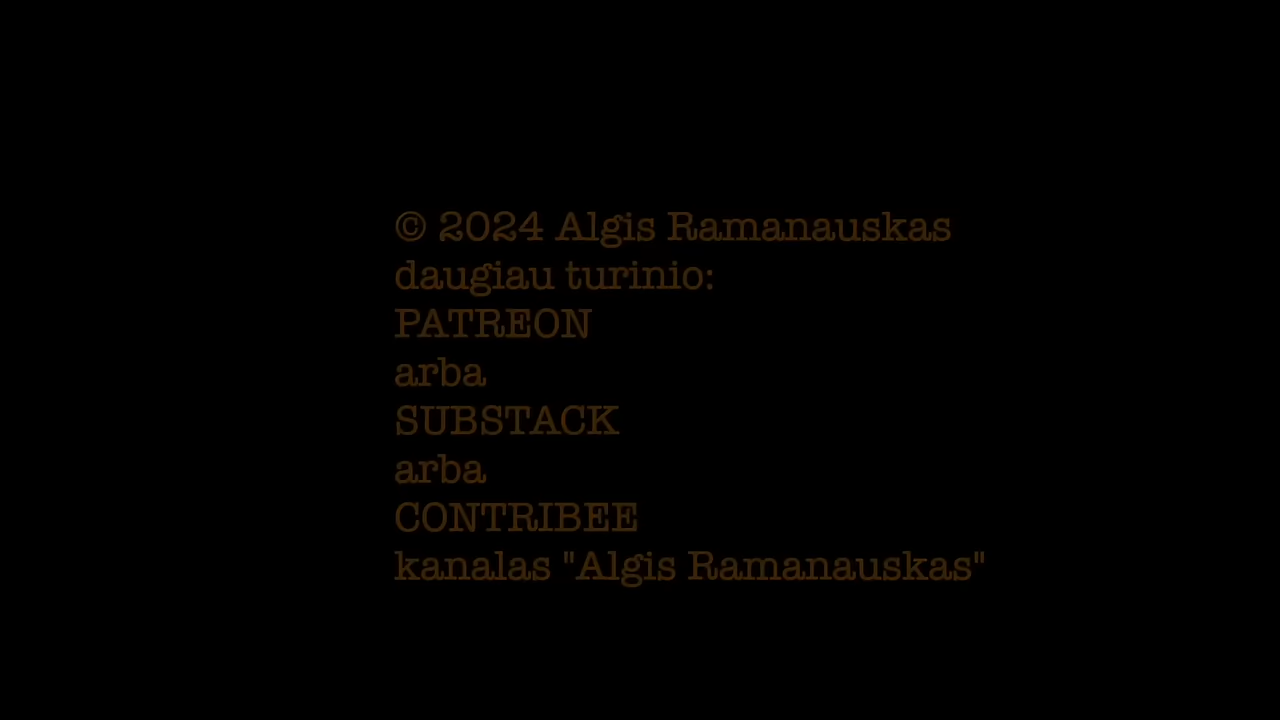 © 2024 Algis Ramanauskas
daugiau turinio:
PATREON
arba
SUBSTACK
arba
CONTRIBEE
kanalas "Algis Ramanauskas"